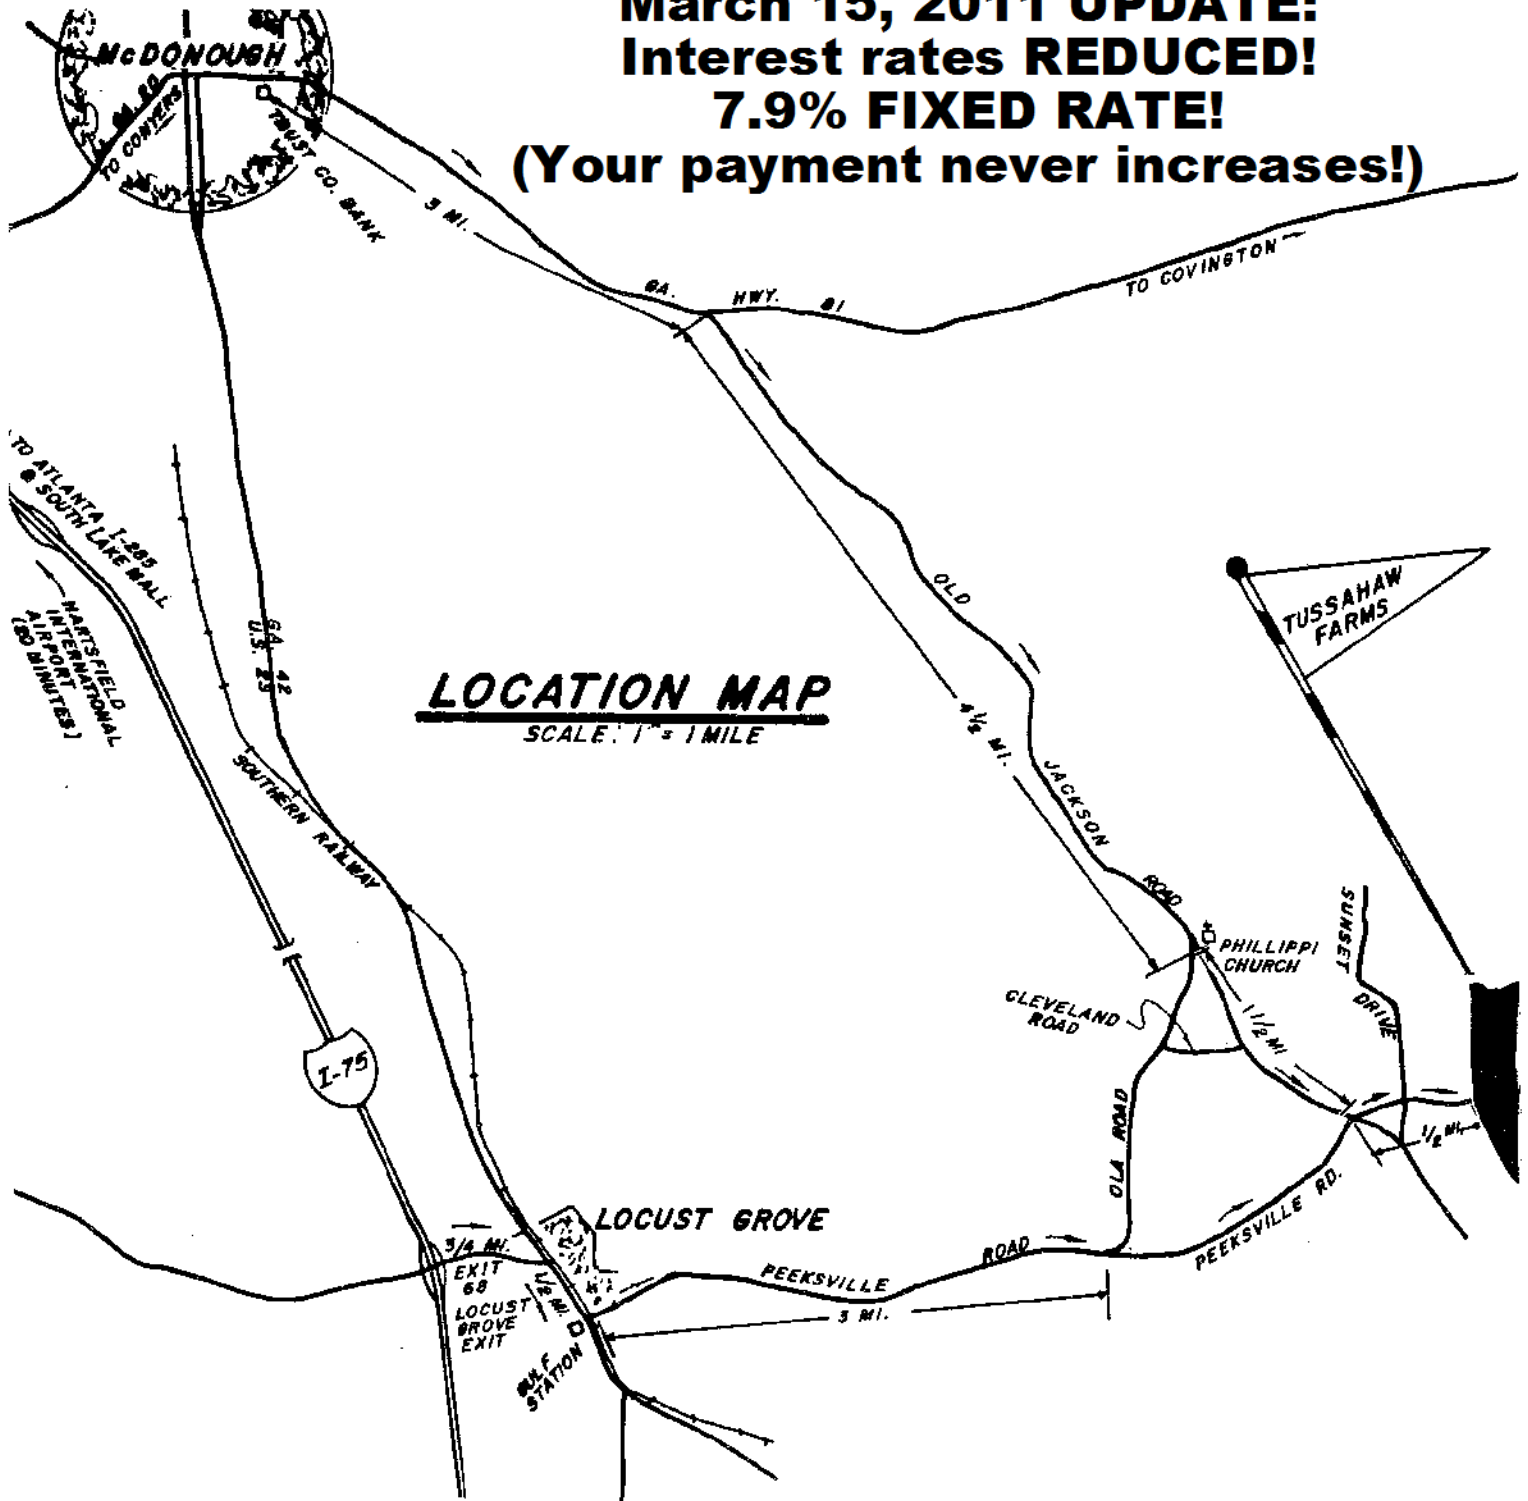 March 15, 2011 UPDATE:
Interest rates REDUCED!
7.9% FIXED RATE!
(Your payment never increases!)
McDONOUGH
GA. 20
TO CONYERS
TRUST CO. BANK
3 MI.
GA. HWY. 81
TO COVINGTON
TO ATLANTA, I-285
& SOUTH LAKE MALL
HARTSFIELD
INTERNATIONAL
AIRPORT
(30 MINUTES)
GA. 42
U.S. 23
LOCATION MAP
SCALE: 1" = 1 MILE
OLD
JACKSON
ROAD
4 1/2 MI.
TUSSAHAW
FARMS
SOUTHERN RAILWAY
PHILLIPPI
CHURCH
SUNSET
DRIVE
CLEVELAND
ROAD
1 1/2 MI
I-75
OLA ROAD
1/2 MI.
PEEKSVILLE RD.
LOCUST GROVE
3/4 MI.
EXIT
68
LOCUST
GROVE
EXIT
1/2 MI.
GULF
STATION
PEEKSVILLE ROAD
3 MI.